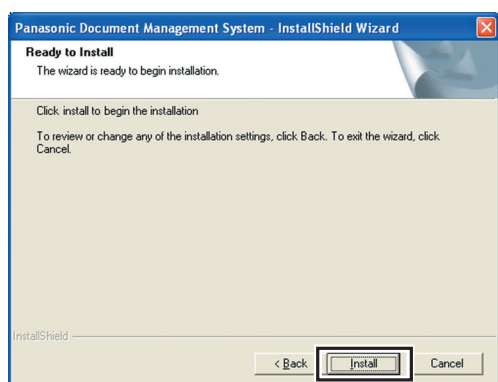 Panasonic Document Management System - InstallShield Wizard
Ready to Install
The wizard is ready to begin installation.
Click install to begin the installation
To review or change any of the installation settings, click Back. To exit the wizard, click
Cancel.
InstallShield
< Back
Install
Cancel